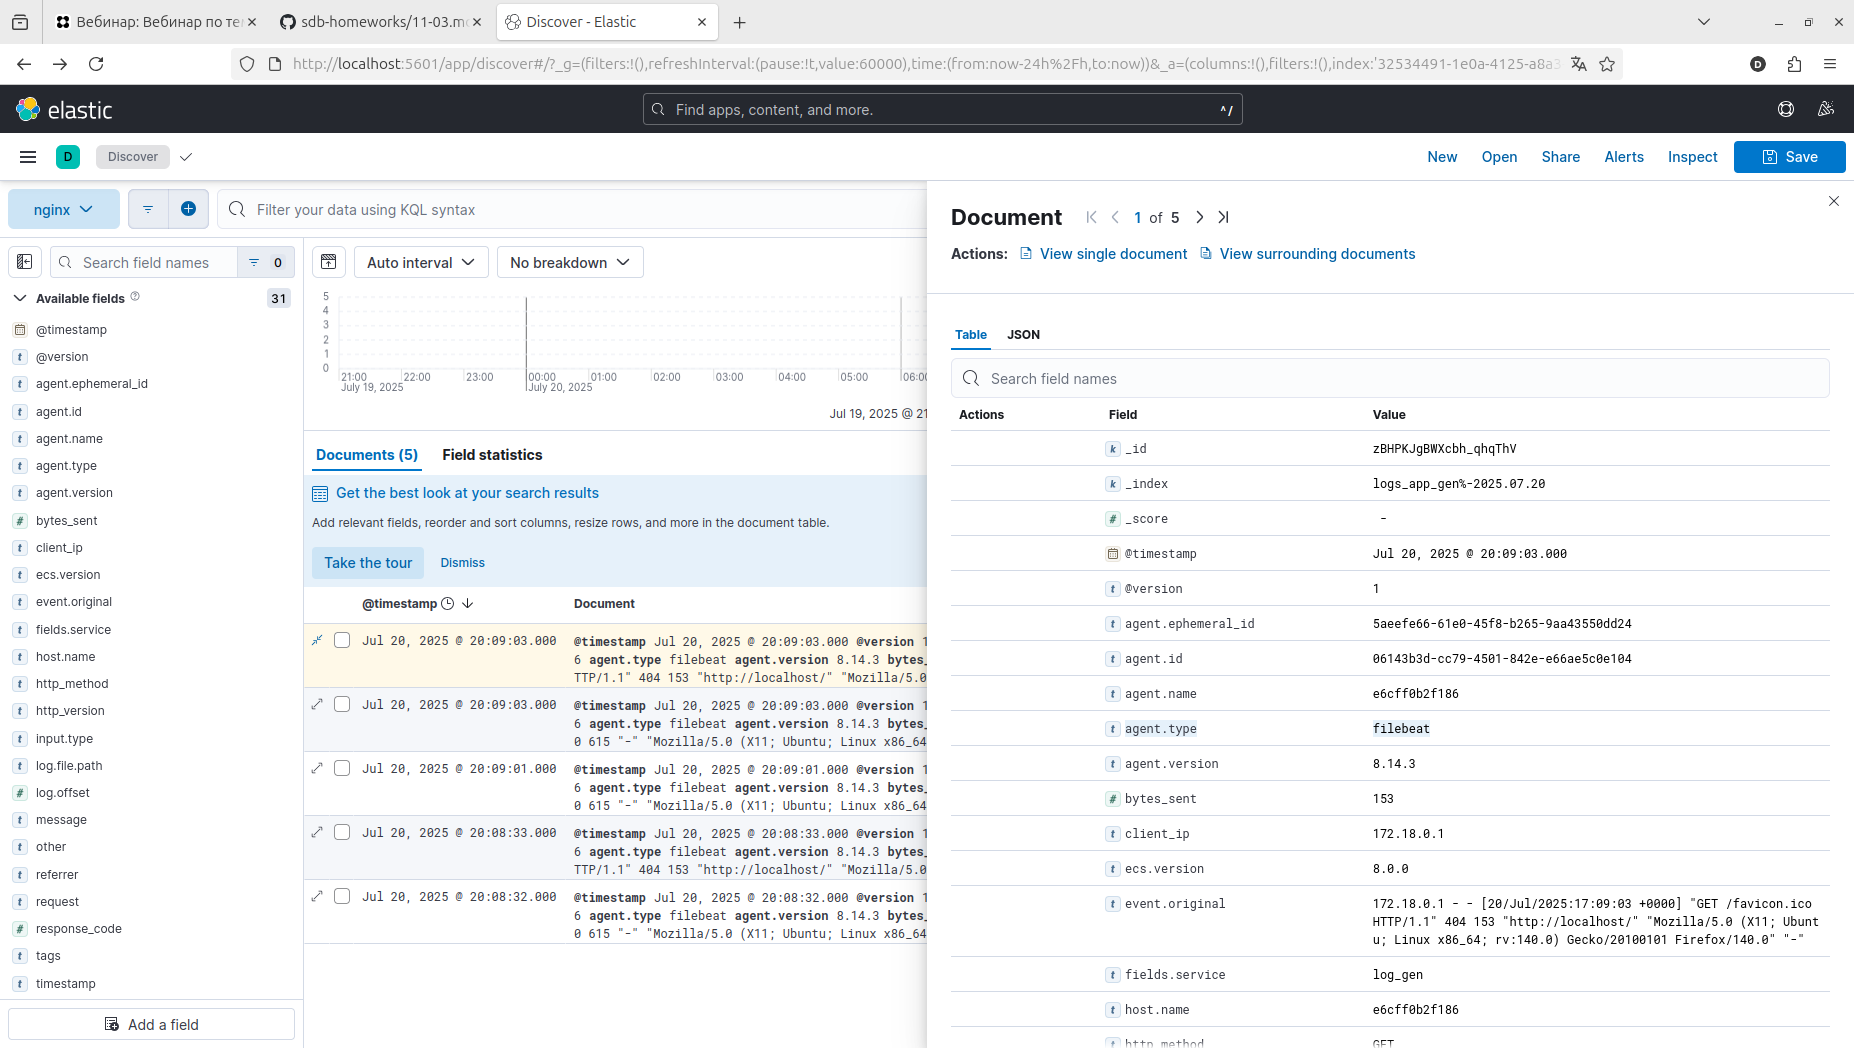 Вебинар: Вебинар по те
sdb-homeworks/11-03.m
Discover - Elastic
http://localhost:5601/app/discover#/?_g=(filters:!(),refreshInterval:(pause:!t,value:60000),time:(from:now-24h%2Fh,to:now))&_a=(columns:!(),filters:!(),index:'32534491-1e0a-4125-a8a3
D
elastic
Find apps, content, and more.
^/
D
Discover
New
Open
Share
Alerts
Inspect
Save
nginx
Filter your data using KQL syntax
Search field names
0
Available fields
31
@timestamp
@version
agent.ephemeral_id
agent.id
agent.name
agent.type
agent.version
bytes_sent
client_ip
ecs.version
event.original
fields.service
host.name
http_method
http_version
input.type
log.file.path
log.offset
message
other
referrer
request
response_code
tags
timestamp
Add a field
Auto interval
No breakdown
5
4
3
2
1
0
21:00 22:00 23:00 00:00 01:00 02:00 03:00 04:00 05:00 06:00
July 19, 2025 July 20, 2025
Jul 19, 2025 @ 21
Documents (5)
Field statistics
Get the best look at your search results
Add relevant fields, reorder and sort columns, resize rows, and more in the document table.
Take the tour
Dismiss
@timestamp
Document
Jul 20, 2025 @ 20:09:03.000
@timestamp Jul 20, 2025 @ 20:09:03.000 @version 1
6 agent.type filebeat agent.version 8.14.3 bytes_
TTP/1.1" 404 153 "http://localhost/" "Mozilla/5.0
Jul 20, 2025 @ 20:09:03.000
@timestamp Jul 20, 2025 @ 20:09:03.000 @version 1
6 agent.type filebeat agent.version 8.14.3 bytes_
0 615 "-" "Mozilla/5.0 (X11; Ubuntu; Linux x86_64
Jul 20, 2025 @ 20:09:01.000
@timestamp Jul 20, 2025 @ 20:09:01.000 @version 1
6 agent.type filebeat agent.version 8.14.3 bytes_
0 615 "-" "Mozilla/5.0 (X11; Ubuntu; Linux x86_64
Jul 20, 2025 @ 20:08:33.000
@timestamp Jul 20, 2025 @ 20:08:33.000 @version 1
6 agent.type filebeat agent.version 8.14.3 bytes_
TTP/1.1" 404 153 "http://localhost/" "Mozilla/5.0
Jul 20, 2025 @ 20:08:32.000
@timestamp Jul 20, 2025 @ 20:08:32.000 @version 1
6 agent.type filebeat agent.version 8.14.3 bytes_
0 615 "-" "Mozilla/5.0 (X11; Ubuntu; Linux x86_64
Document
1 of 5
Actions:
View single document
View surrounding documents
Table
JSON
Search field names
Actions Field Value
_id zBHPKJgBWXcbh_qhqThV
_index logs_app_gen%-2025.07.20
_score -
@timestamp Jul 20, 2025 @ 20:09:03.000
@version 1
agent.ephemeral_id 5aeefe66-61e0-45f8-b265-9aa43550dd24
agent.id 06143b3d-cc79-4501-842e-e66ae5c0e104
agent.name e6cff0b2f186
agent.type filebeat
agent.version 8.14.3
bytes_sent 153
client_ip 172.18.0.1
ecs.version 8.0.0
event.original 172.18.0.1 - - [20/Jul/2025:17:09:03 +0000] "GET /favicon.ico
HTTP/1.1" 404 153 "http://localhost/" "Mozilla/5.0 (X11; Ubunt
u; Linux x86_64; rv:140.0) Gecko/20100101 Firefox/140.0" "-"
fields.service log_gen
host.name e6cff0b2f186
http_method GET